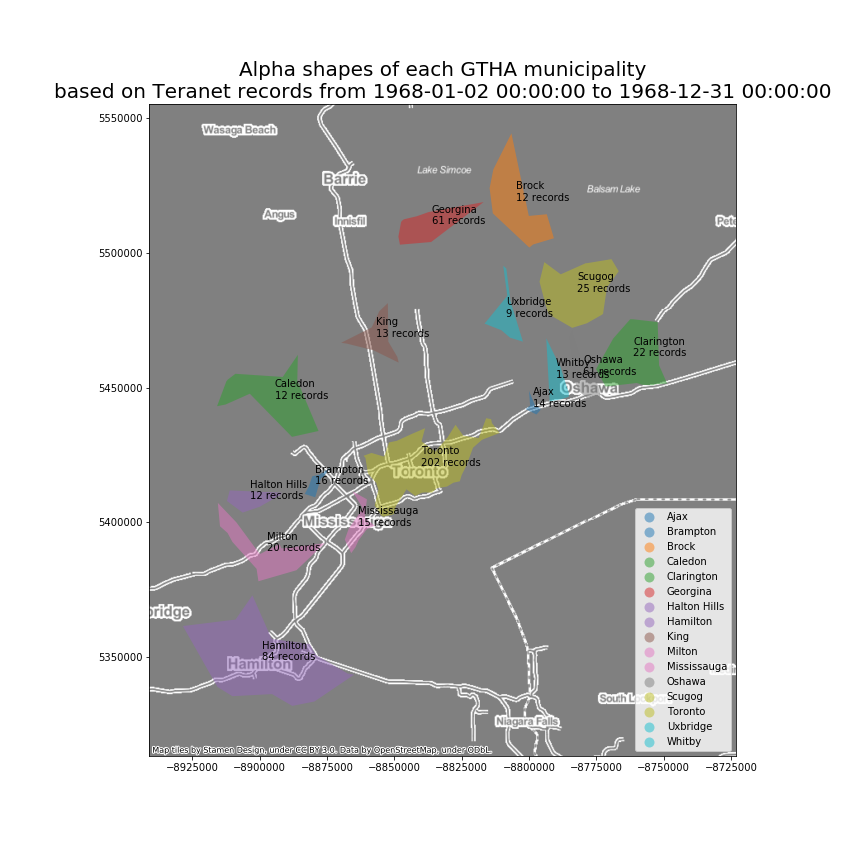 Alpha shapes of each GTHA municipality
based on Teranet records from 1968-01-02 00:00:00 to 1968-12-31 00:00:00
5550000
Wasaga Beach
Barrie
Lake Simcoe
Balsam Lake
Brock
12 records
Angus
Innisfil
Georgina
61 records
Pete
5500000
Scugog
25 records
Uxbridge
9 records
King
13 records
Clarington
22 records
Whitby
13 records
Oshawa
61 records
Oshawa
5450000
Caledon
12 records
Ajax
14 records
Toronto
202 records
Toronto
Brampton
16 records
Halton Hills
12 records
5400000
Mississauga
15 records
Mississ
Milton
20 records
bridge
Hamilton
84 records
Hamilton
5350000
Niagara Falls
South Loc
Ajax
Brampton
Brock
Caledon
Clarington
Georgina
Halton Hills
Hamilton
King
Milton
Mississauga
Oshawa
Scugog
Toronto
Uxbridge
Whitby
Map tiles by Stamen Design, under CC BY 3.0. Data by OpenStreetMap, under ODbL.
−8925000 −8900000 −8875000 −8850000 −8825000 −8800000 −8775000 −8750000 −8725000